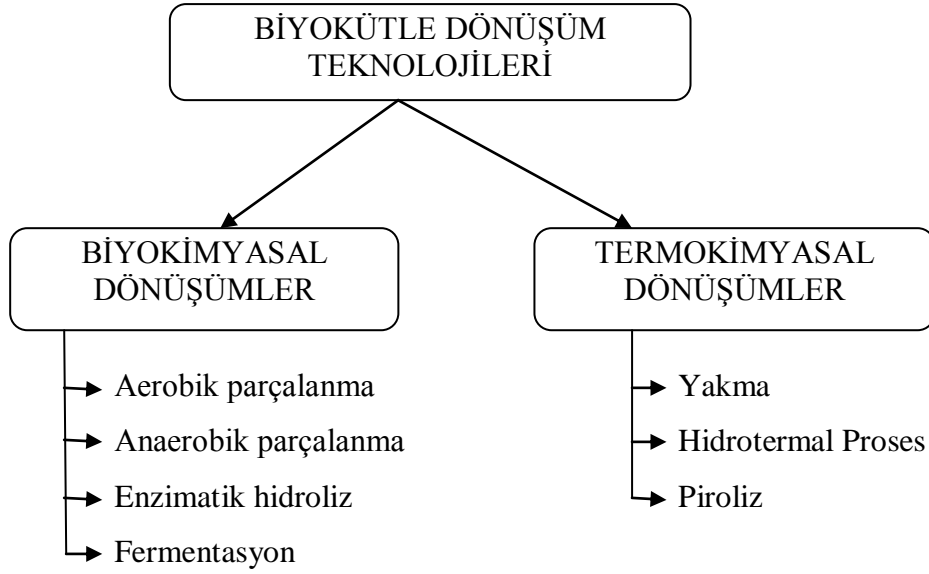 BİYOKÜTLE DÖNÜŞÜM
TEKNOLOJİLERİ
BİYOKİMYASAL
DÖNÜŞÜMLER
Aerobik parçalanma
Anaerobik parçalanma
Enzimatik hidroliz
Fermentasyon
TERMOKİMYASAL
DÖNÜŞÜMLER
Yakma
Hidrotermal Proses
Piroliz